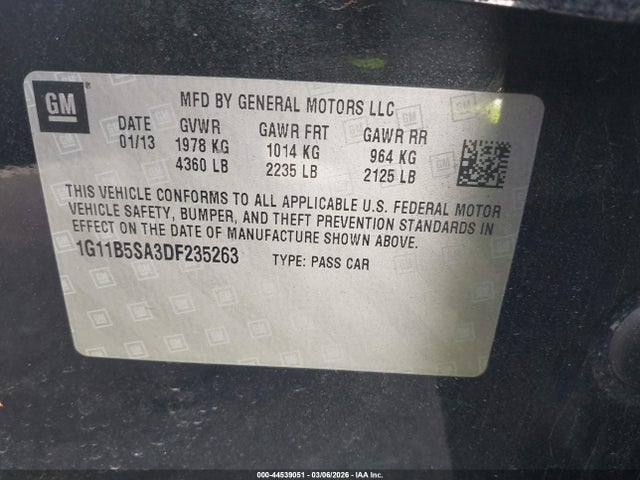 GM
MFD BY GENERAL MOTORS LLC
DATE GVWR GAWR FRT GAWR RR
01/13 1978 KG 1014 KG 964 KG
4360 LB 2235 LB 2125 LB
THIS VEHICLE CONFORMS TO ALL APPLICABLE U.S. FEDERAL MOTOR
VEHICLE SAFETY, BUMPER, AND THEFT PREVENTION STANDARDS IN
EFFECT ON THE DATE OF MANUFACTURE SHOWN ABOVE.
1G11B5SA3DF235263 TYPE: PASS CAR
000-44539051 - 03/06/2026 - IAA Inc.